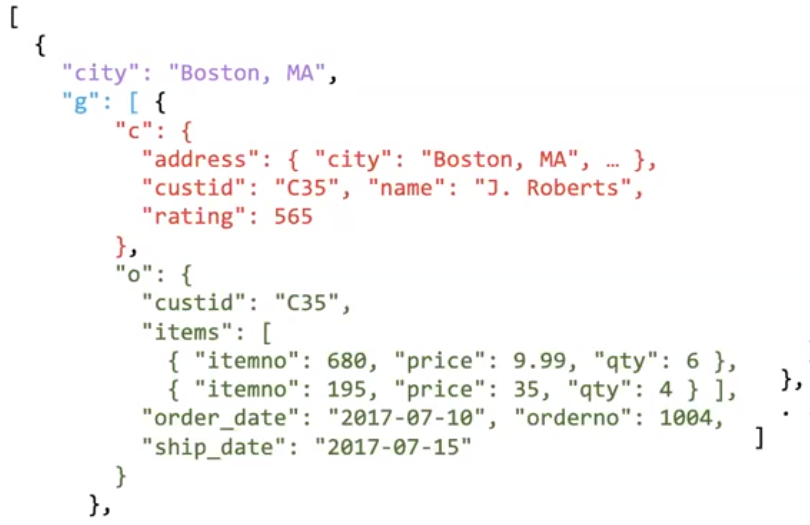 [
{
"city": "Boston, MA",
"g": [ {
"c": {
"address": { "city": "Boston, MA", … },
"custid": "C35", "name": "J. Roberts",
"rating": 565
},
"o": {
"custid": "C35",
"items": [
{ "itemno": 680, "price": 9.99, "qty": 6 },
{ "itemno": 195, "price": 35, "qty": 4 } ],
"order_date": "2017-07-10", "orderno": 1004,
"ship_date": "2017-07-15"
}
},
},
.
]